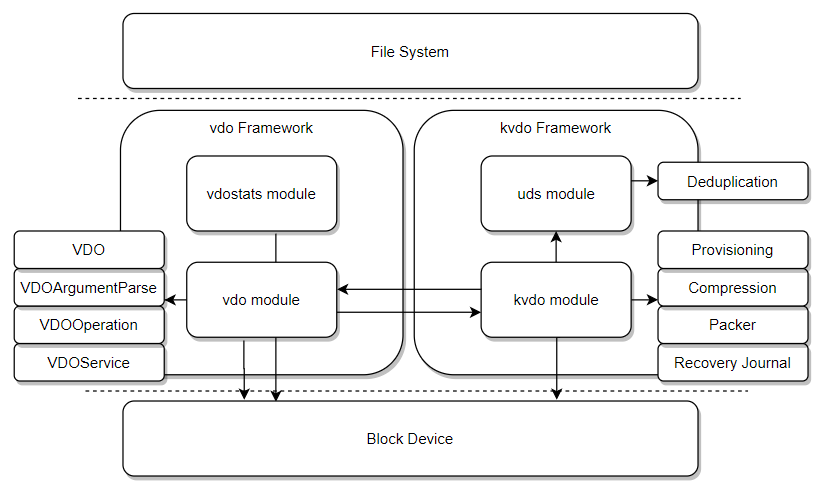 File System
vdo Framework
kvdo Framework
vdostats module
uds module
Deduplication
VDO
VDOArgumentParse
VDOOperation
VDOService
vdo module
kvdo module
Provisioning
Compression
Packer
Recovery Journal
Block Device